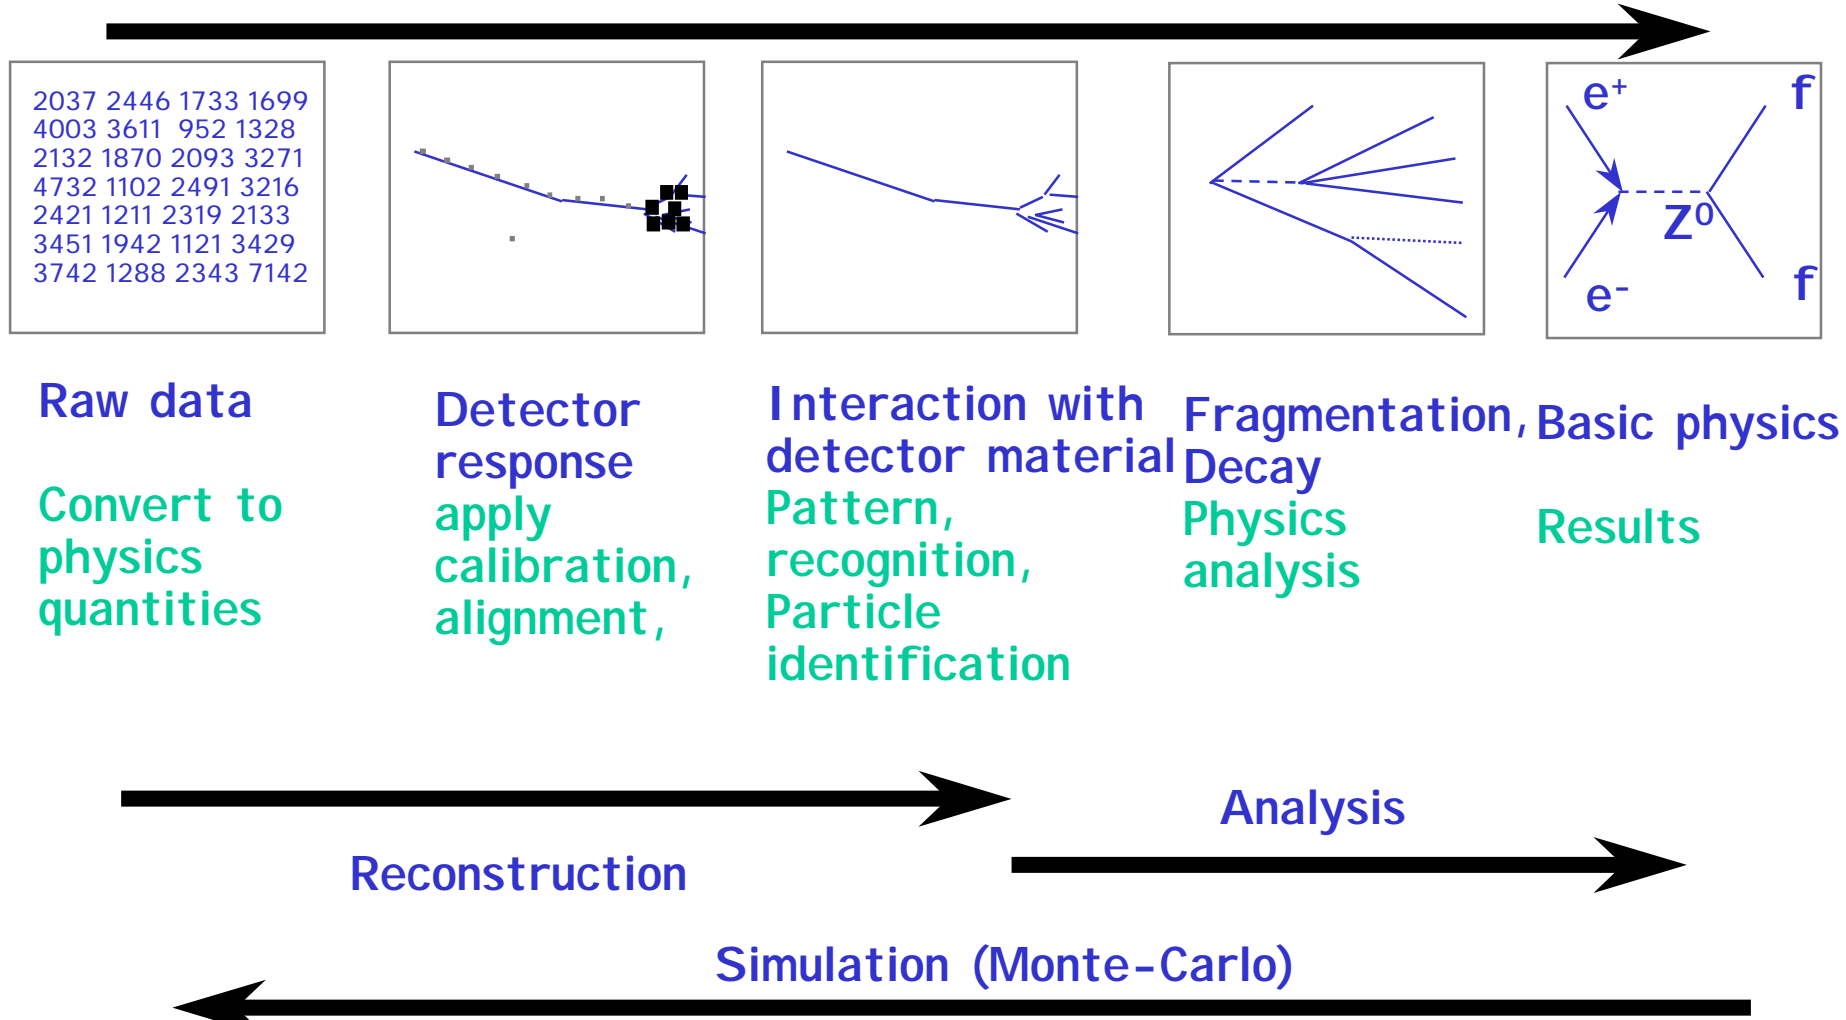 2037 2446 1733 1699
4003 3611 952 1328
2132 1870 2093 3271
4732 1102 2491 3216
2421 1211 2319 2133
3451 1942 1121 3429
3742 1288 2343 7142
e+
f
Z0
e-
f
Raw data
Convert to
physics
quantities
Detector
response
apply
calibration,
alignment,
Interaction with
detector material
Pattern,
recognition,
Particle
identification
Fragmentation,
Decay
Physics
analysis
Basic physics
Results
Reconstruction
Analysis
Simulation (Monte-Carlo)